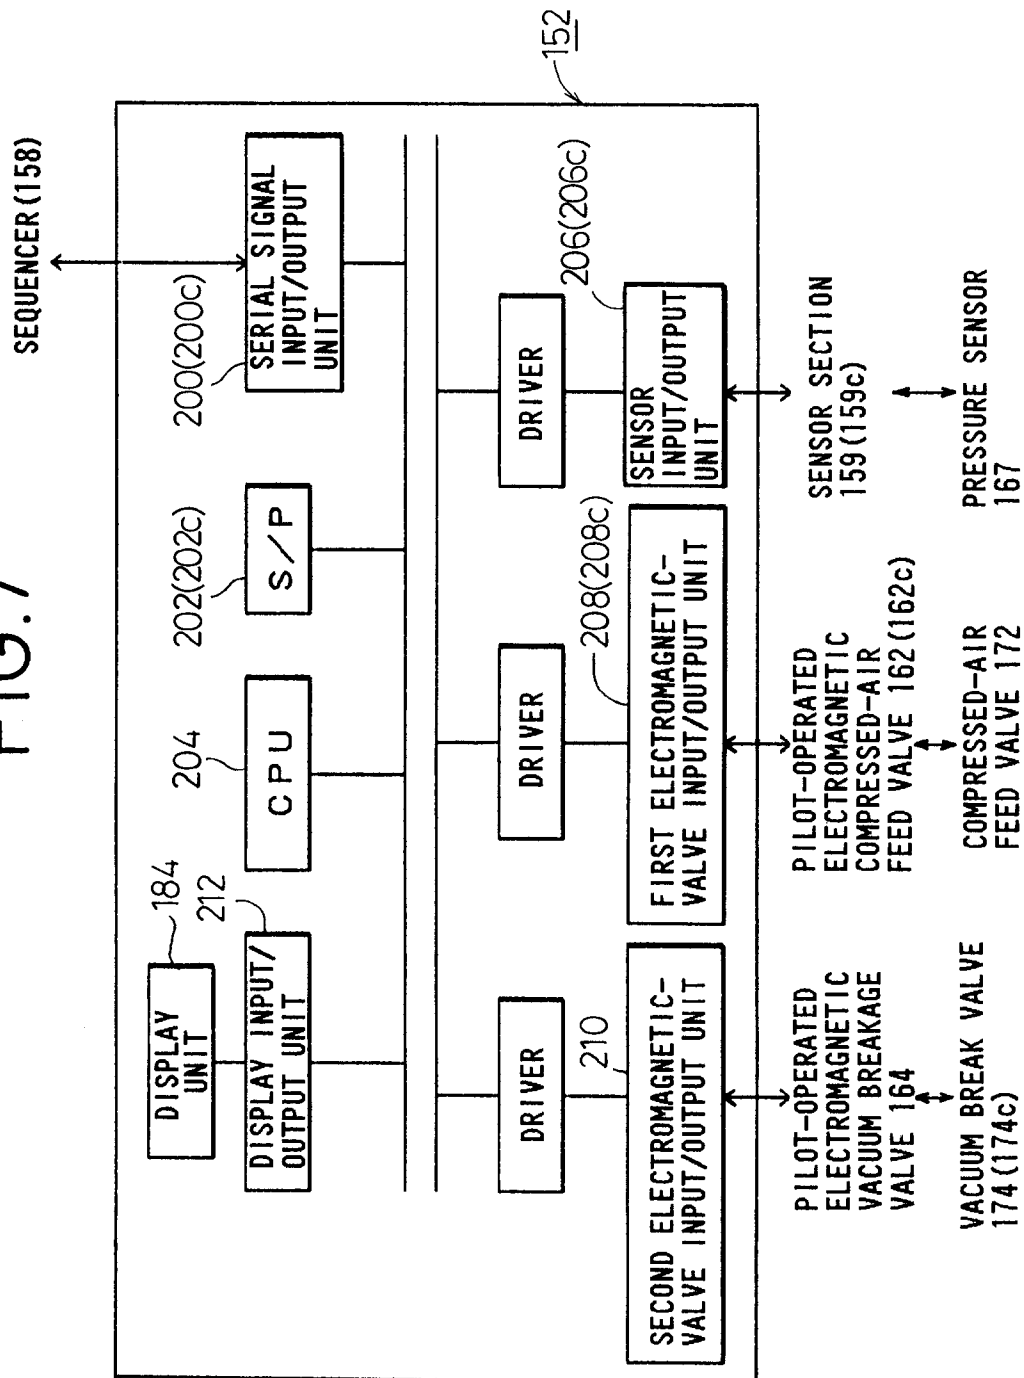 FIG.7
SEQUENCER(158)
152
184
DISPLAY
UNIT
212
DISPLAY INPUT/
OUTPUT UNIT
204
CPU
202(202c)
S/P
200(200c)
SERIAL SIGNAL
INPUT/OUTPUT
UNIT
DRIVER
DRIVER
DRIVER
210
SECOND ELECTROMAGNETIC-
VALVE INPUT/OUTPUT UNIT
208(208c)
FIRST ELECTROMAGNETIC-
VALVE INPUT/OUTPUT UNIT
206(206c)
SENSOR
INPUT/OUTPUT
UNIT
PILOT-OPERATED
ELECTROMAGNETIC
VACUUM BREAKAGE
VALVE 164
PILOT-OPERATED
ELECTROMAGNETIC
COMPRESSED-AIR
FEED VALVE 162(162c)
SENSOR SECTION
159(159c)
VACUUM BREAK VALVE
174(174c)
COMPRESSED-AIR
FEED VALVE 172
PRESSURE SENSOR
167